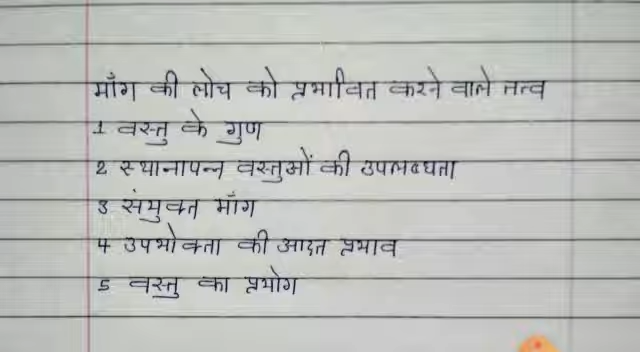 माँग की लोच को प्रभावित करने वाले तत्व
1 वस्तु के गुण
2 स्थानापन्न वस्तुओं की उपलब्धता
3 संयुक्त माँग
4 उपभोक्ता की आदत प्रभाव
5 वस्तु का प्रयोग